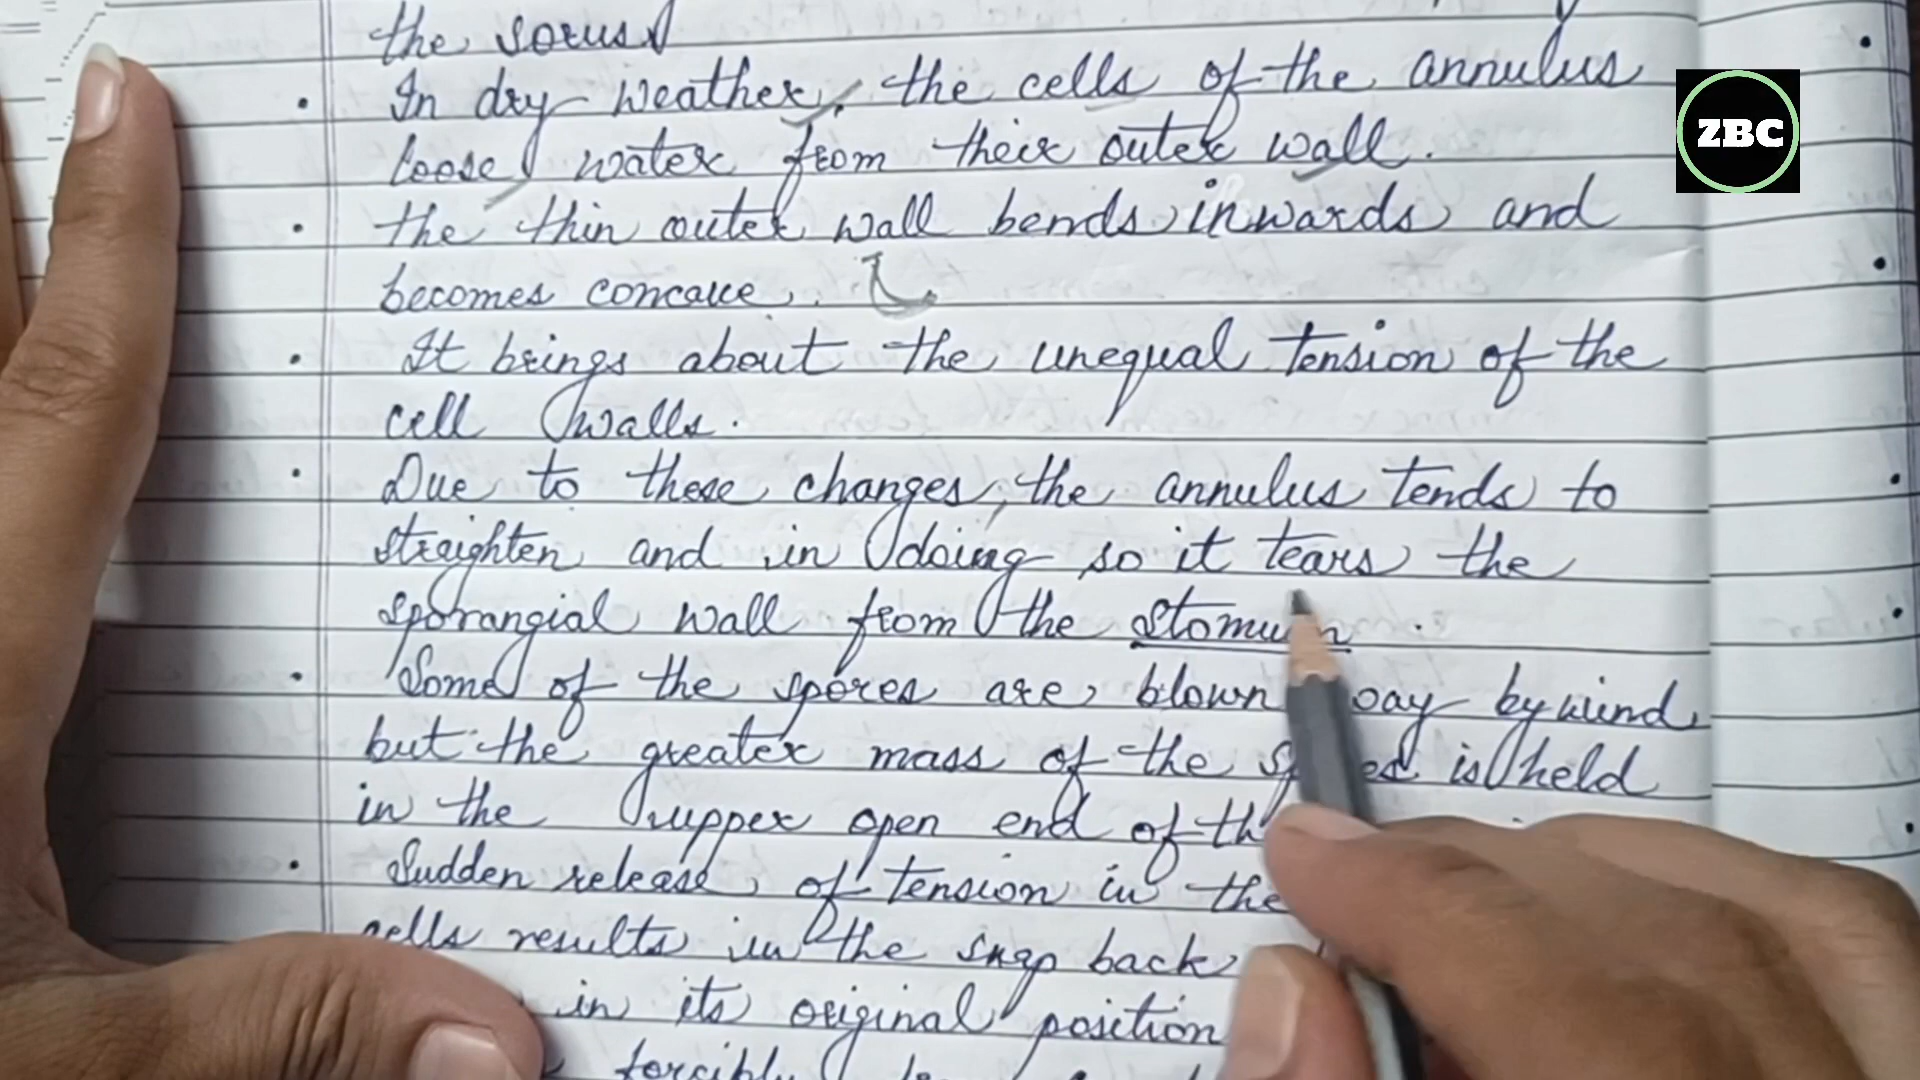 the sorus
In dry weather, the cells of the annulus
loose water from their outer wall.
the thin outer wall bends inwards and
becomes concave.
It brings about the unequal tension of the
cell walls.
Due to these changes, the annulus tends to
straighten and in doing so it tears the
sporangial wall from the stomium.
Some of the spores are blown away by wind
but the greater mass of the spores is held
in the upper open end of the
Sudden release of tension in the
cells results in the snap back
in its original position
forcibly
ZBC